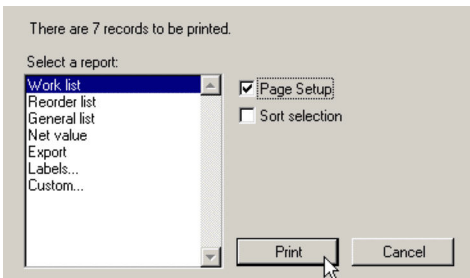 There are 7 records to be printed.
Select a report:
Work list
Reorder list
General list
Net value
Export
Labels...
Custom...
Page Setup
Sort selection
Print
Cancel